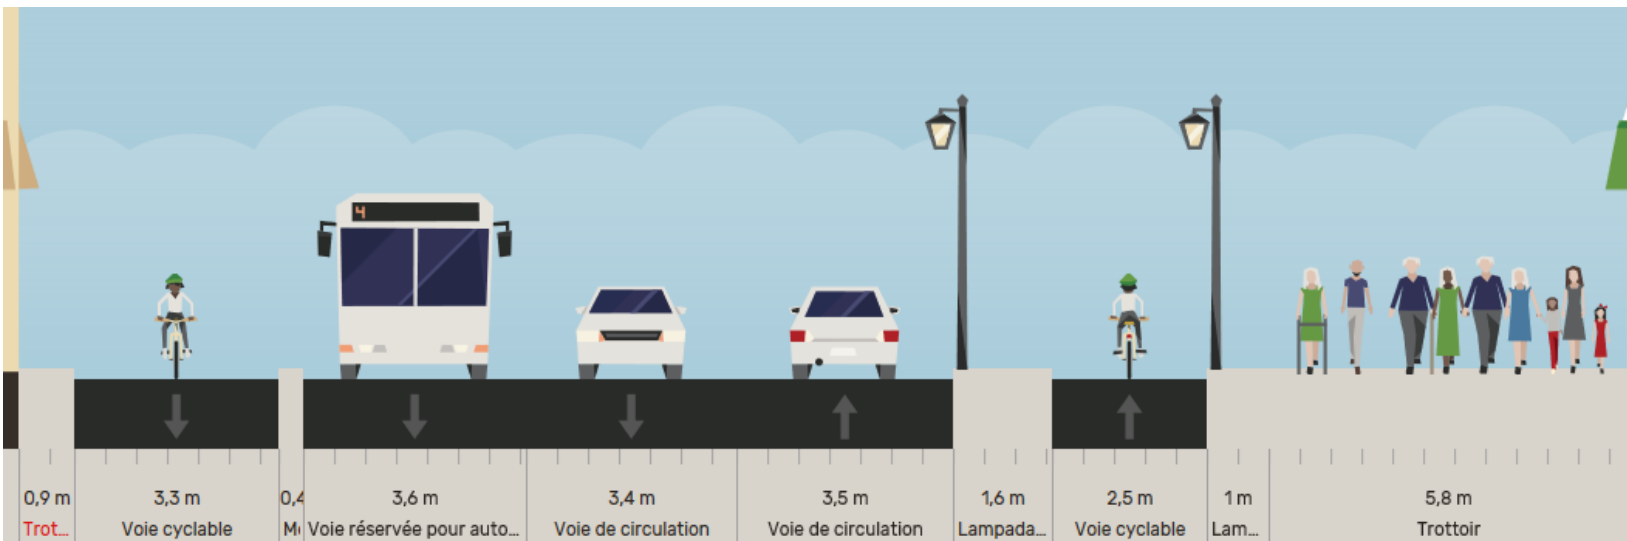 4
0,9 m 3,3 m 0,4 3,6 m 3,4 m 3,5 m 1,6 m 2,5 m 1 m 5,8 m
Trot... Voie cyclable Voie réservée pour auto... Voie de circulation Voie de circulation Lampada... Voie cyclable Lam... Trottoir